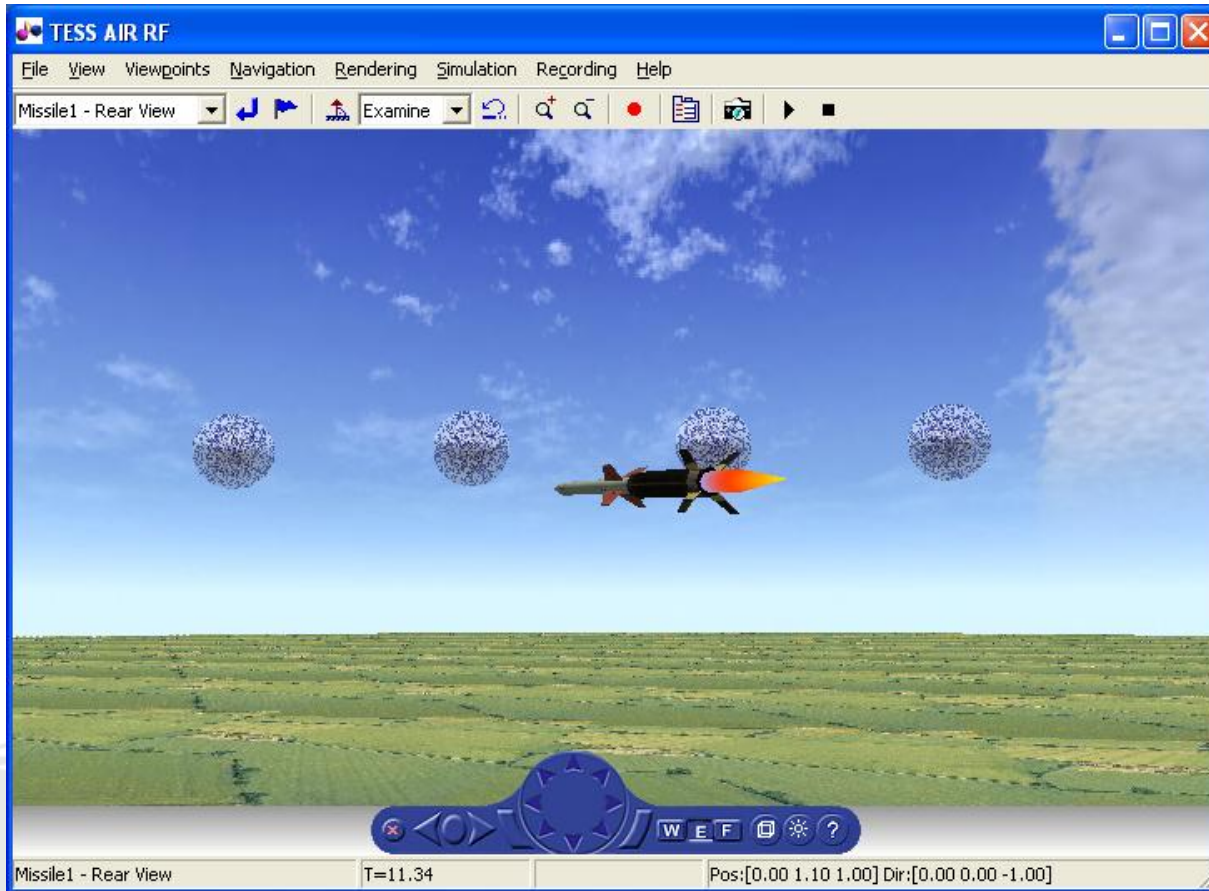 TESS AIR RF
File View Viewpoints Navigation Rendering Simulation Recording Help
Missile1 - Rear View Examine
W E F ?
Missile1 - Rear View T=11.34 Pos:[0.00 1.10 1.00] Dir:[0.00 0.00 -1.00]